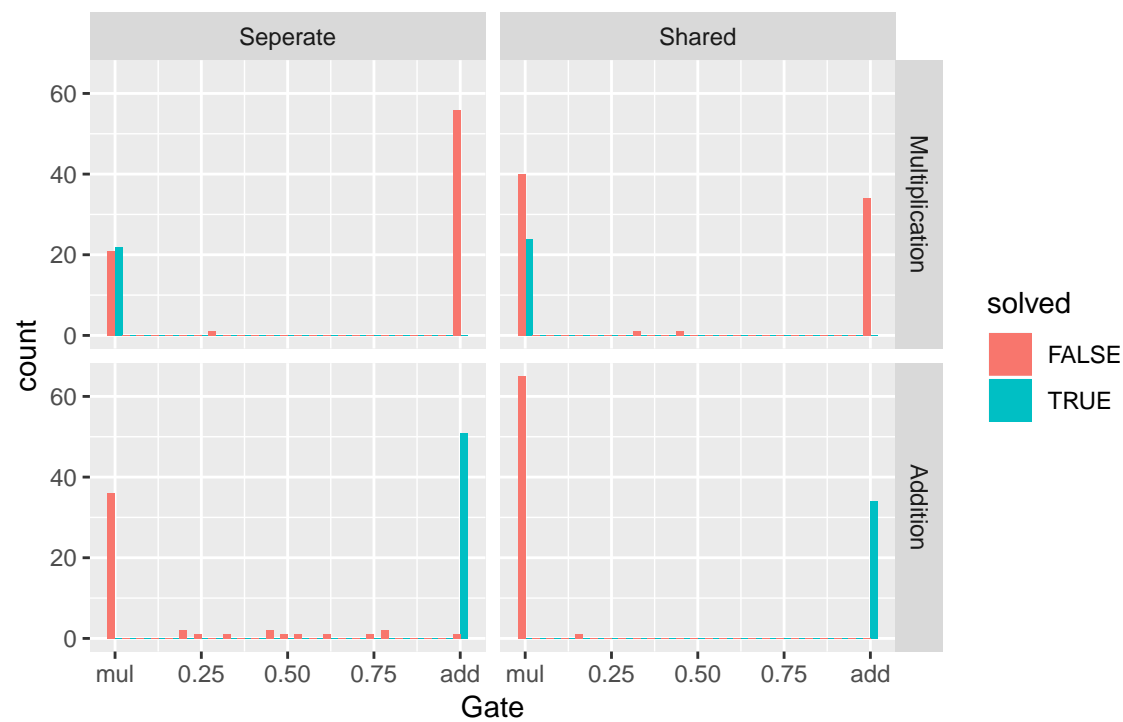 Seperate
Shared
60
40
20
0
Multiplication
60
40
20
0
Addition
count
mul 0.25 0.50 0.75 add
mul 0.25 0.50 0.75 add
Gate
solved
FALSE
TRUE